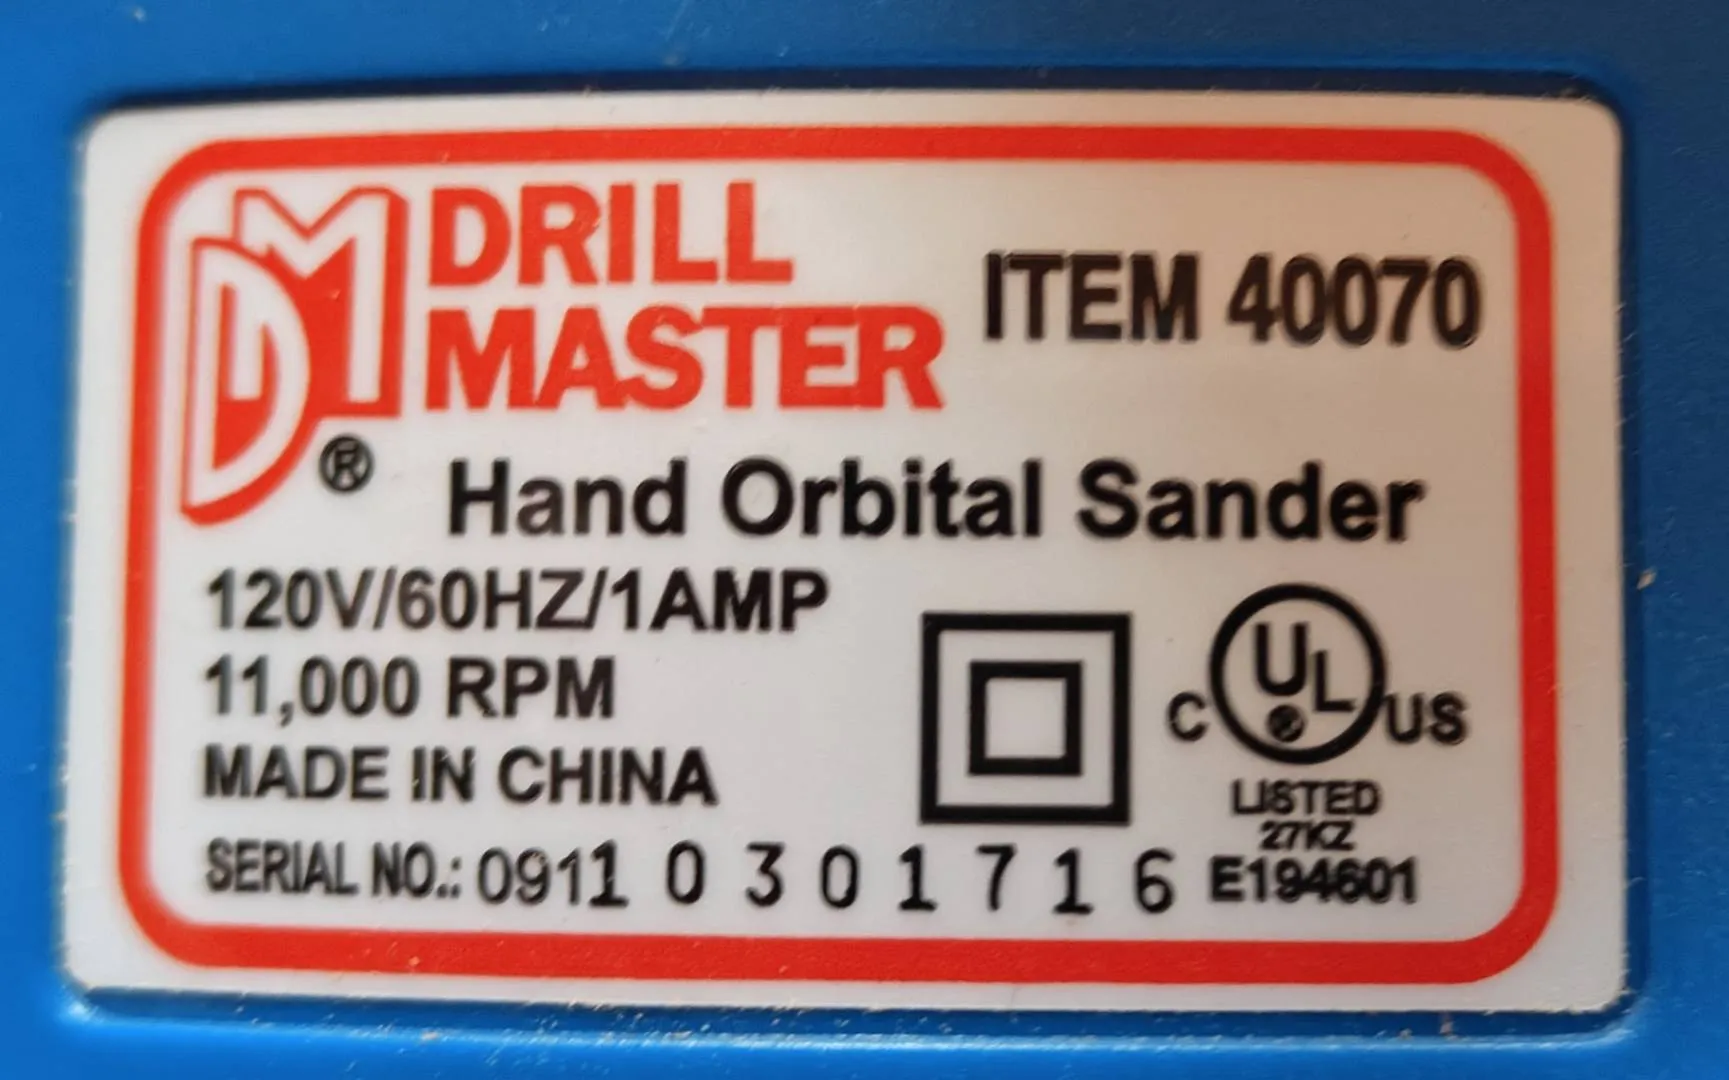 DM
DRILL
MASTER
®
ITEM 40070
Hand Orbital Sander
120V/60HZ/1AMP
11,000 RPM
MADE IN CHINA
C UL® US
LISTED
27KZ
E194601
SERIAL NO.: 0911 0 3 0 1 7 1 6